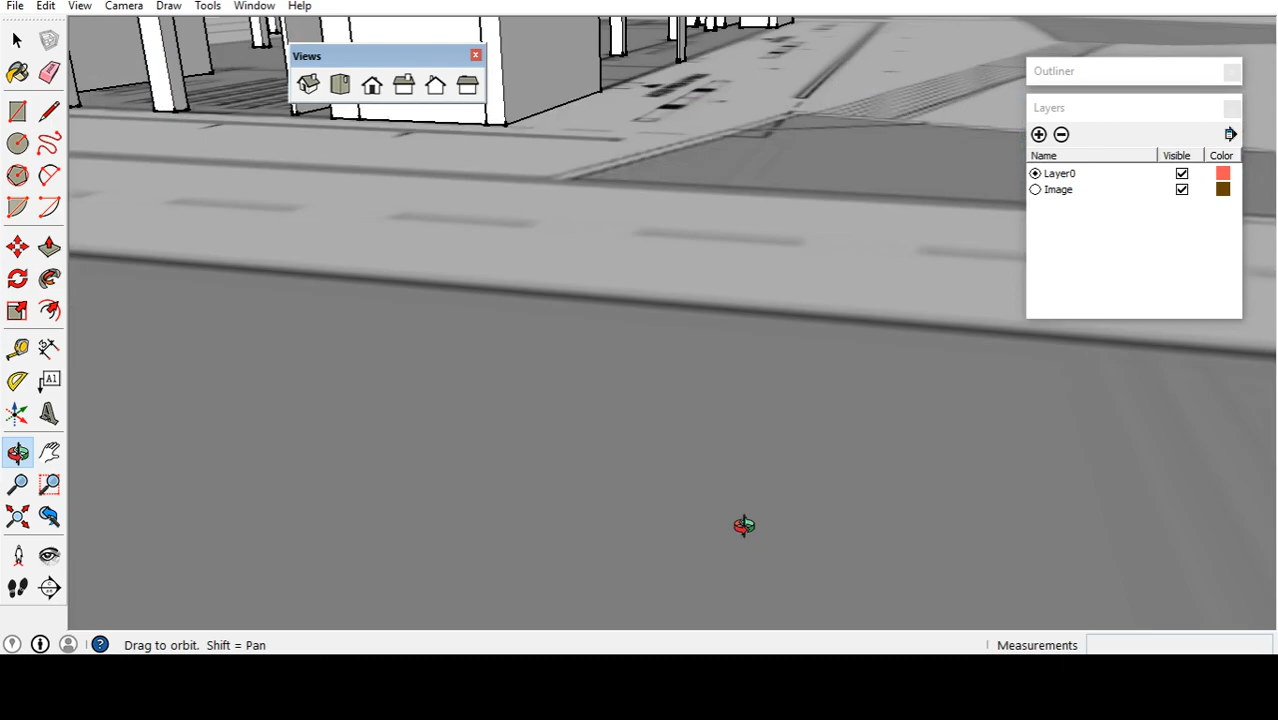 File Edit View Camera Draw Tools Window Help
Views
Outliner
Layers
Name Visible Color
Layer0
Image
A1
Drag to orbit. Shift = Pan
Measurements